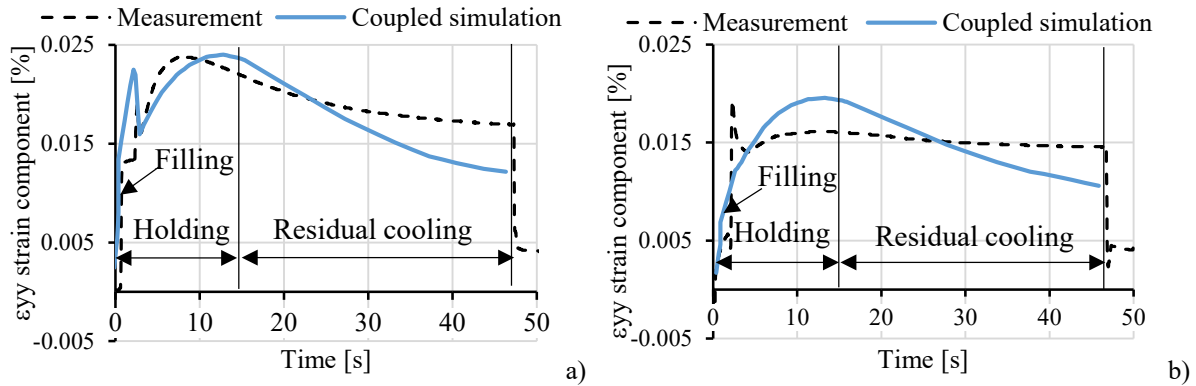 Measurement Coupled simulation
εyy strain component [%]
0.025
0.015
0.005
-0.005
Filling
Holding Residual cooling
0 10 20 30 40 50
Time [s]
a)
Measurement Coupled simulation
εyy strain component [%]
0.025
0.015
0.005
-0.005
Filling
Holding Residual cooling
0 10 20 30 40 50
Time [s]
b)